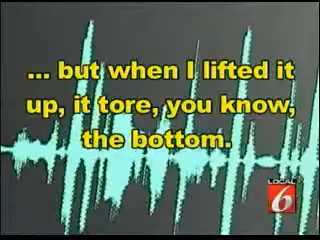 ... but when I lifted it
up, it tore, you know,
the bottom.
LOCAL
6